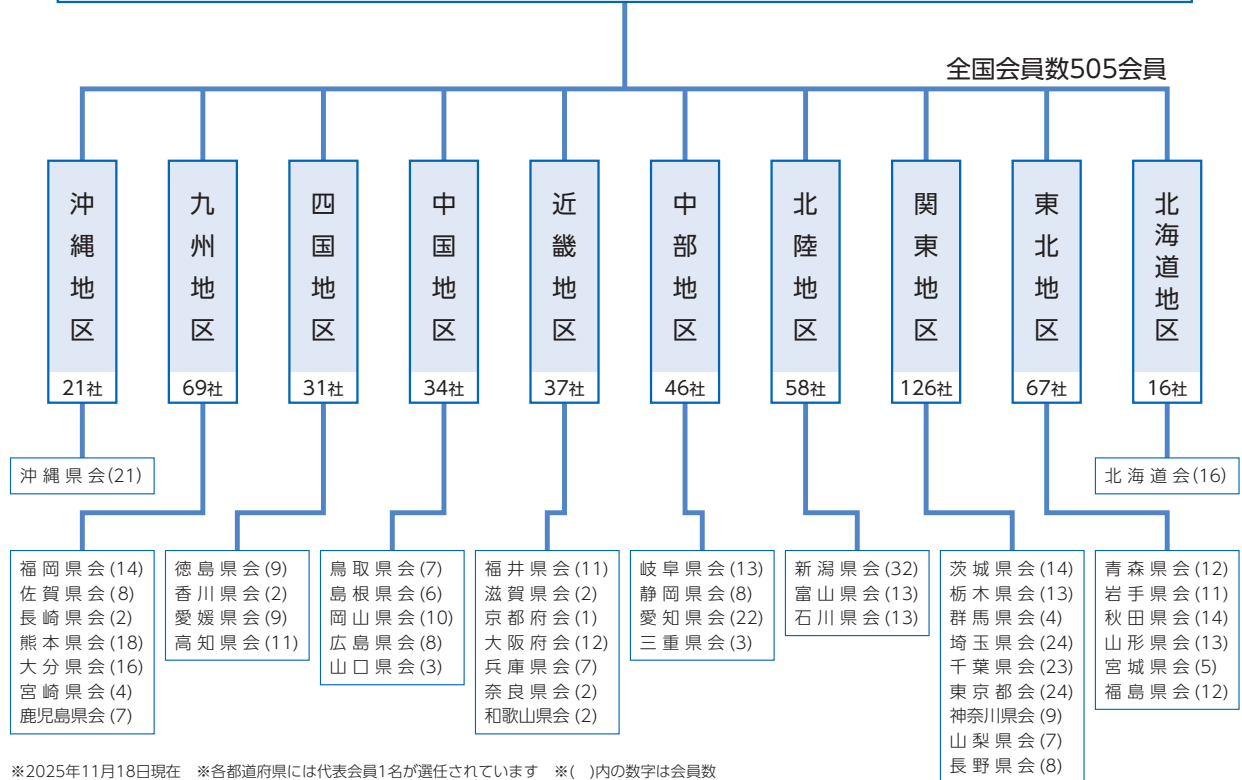 全国会員数505会員
沖縄地区
21社
九州地区
69社
四国地区
31社
中国地区
34社
近畿地区
37社
中部地区
46社
北陸地区
58社
関東地区
126社
東北地区
67社
北海道地区
16社
沖縄県会(21)
北海道会(16)
福岡県会(14)
佐賀県会(8)
長崎県会(2)
熊本県会(18)
大分県会(16)
宮崎県会(4)
鹿児島県会(7)
徳島県会(9)
香川県会(2)
愛媛県会(9)
高知県会(11)
鳥取県会(7)
島根県会(6)
岡山県会(10)
広島県会(8)
山口県会(3)
福井県会(11)
滋賀県会(2)
京都府会(1)
大阪府会(12)
兵庫県会(7)
奈良県会(2)
和歌山県会(2)
岐阜県会(13)
静岡県会(8)
愛知県会(22)
三重県会(3)
新潟県会(32)
富山県会(13)
石川県会(13)
茨城県会(14)
栃木県会(13)
群馬県会(4)
埼玉県会(24)
千葉県会(23)
東京都会(24)
神奈川県会(9)
山梨県会(7)
長野県会(8)
青森県会(12)
岩手県会(11)
秋田県会(14)
山形県会(13)
宮城県会(5)
福島県会(12)
※2025年11月18日現在　※各都道府県には代表会員1名が選任されています　※(　)内の数字は会員数